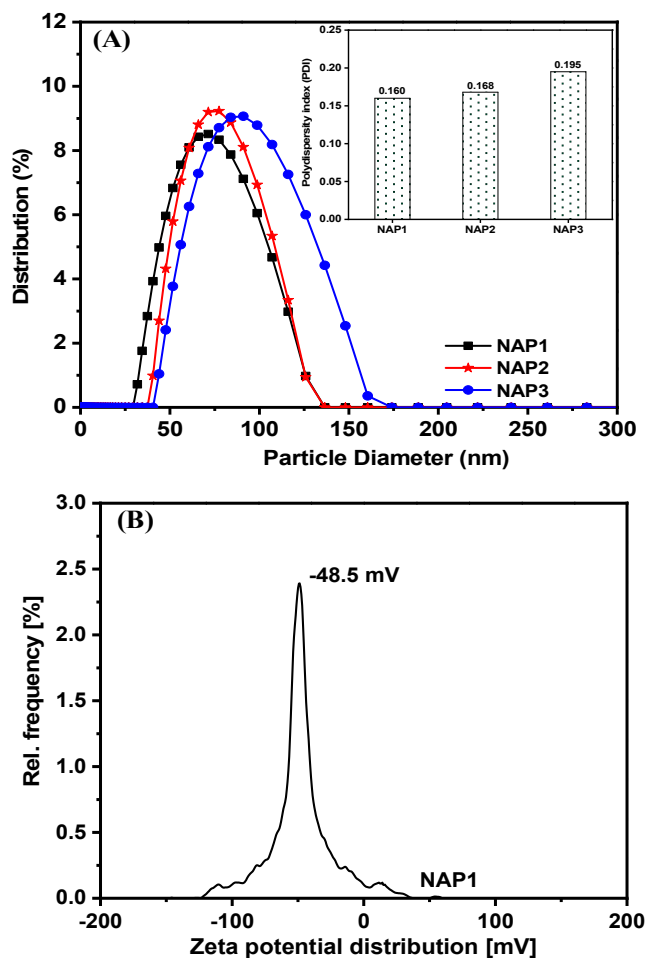 (A)
12
10
8
6
4
2
0
Distribution (%)
0 50 100 150 200 250 300
Particle Diameter (nm)
NAP1
NAP2
NAP3
0.25
0.20
0.15
0.10
0.05
0.00
Polydispersity index (PDI)
0.160 0.168 0.195
NAP1 NAP2 NAP3
(B)
3.0
2.5
2.0
1.5
1.0
0.5
0.0
Rel. frequency [%]
-48.5 mV
NAP1
-200 -100 0 100 200
Zeta potential distribution [mV]